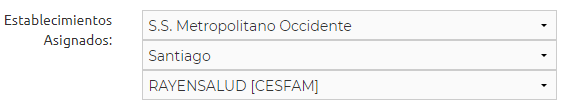 Establecimientos
Asignados:
S.S. Metropolitano Occidente
Santiago
RAYENSALUD [CESFAM]